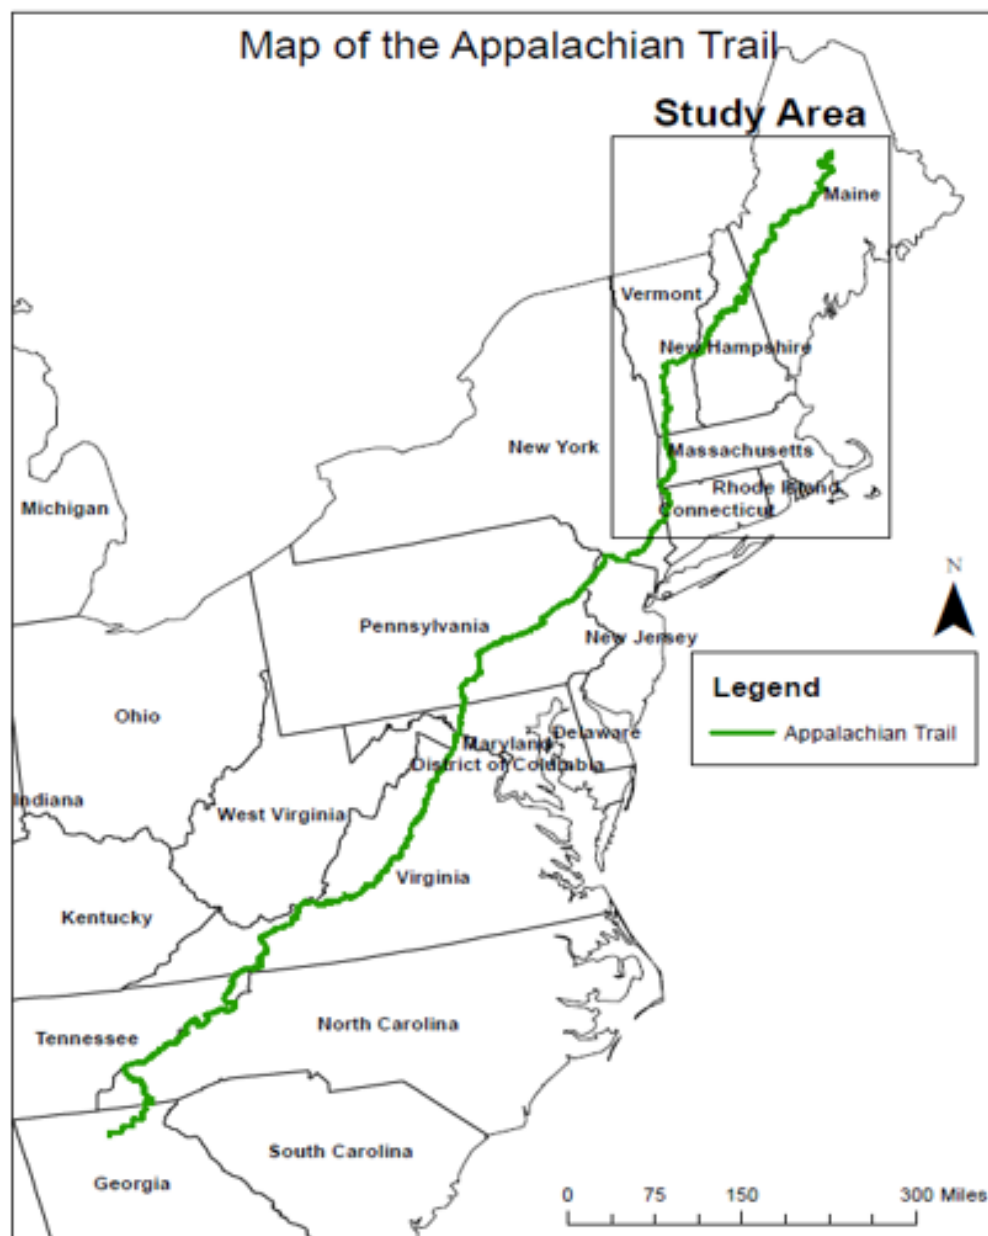 Map of the Appalachian Trail
Study Area
Maine
Vermont
New Hampshire
New York
Massachusetts
Rhode Island
Connecticut
Michigan
N
Pennsylvania
New Jersey
Legend
Appalachian Trail
Ohio
Maryland
Delaware
District of Columbia
Indiana
West Virginia
Virginia
Kentucky
North Carolina
Tennessee
South Carolina
Georgia
0 75 150 300 Miles